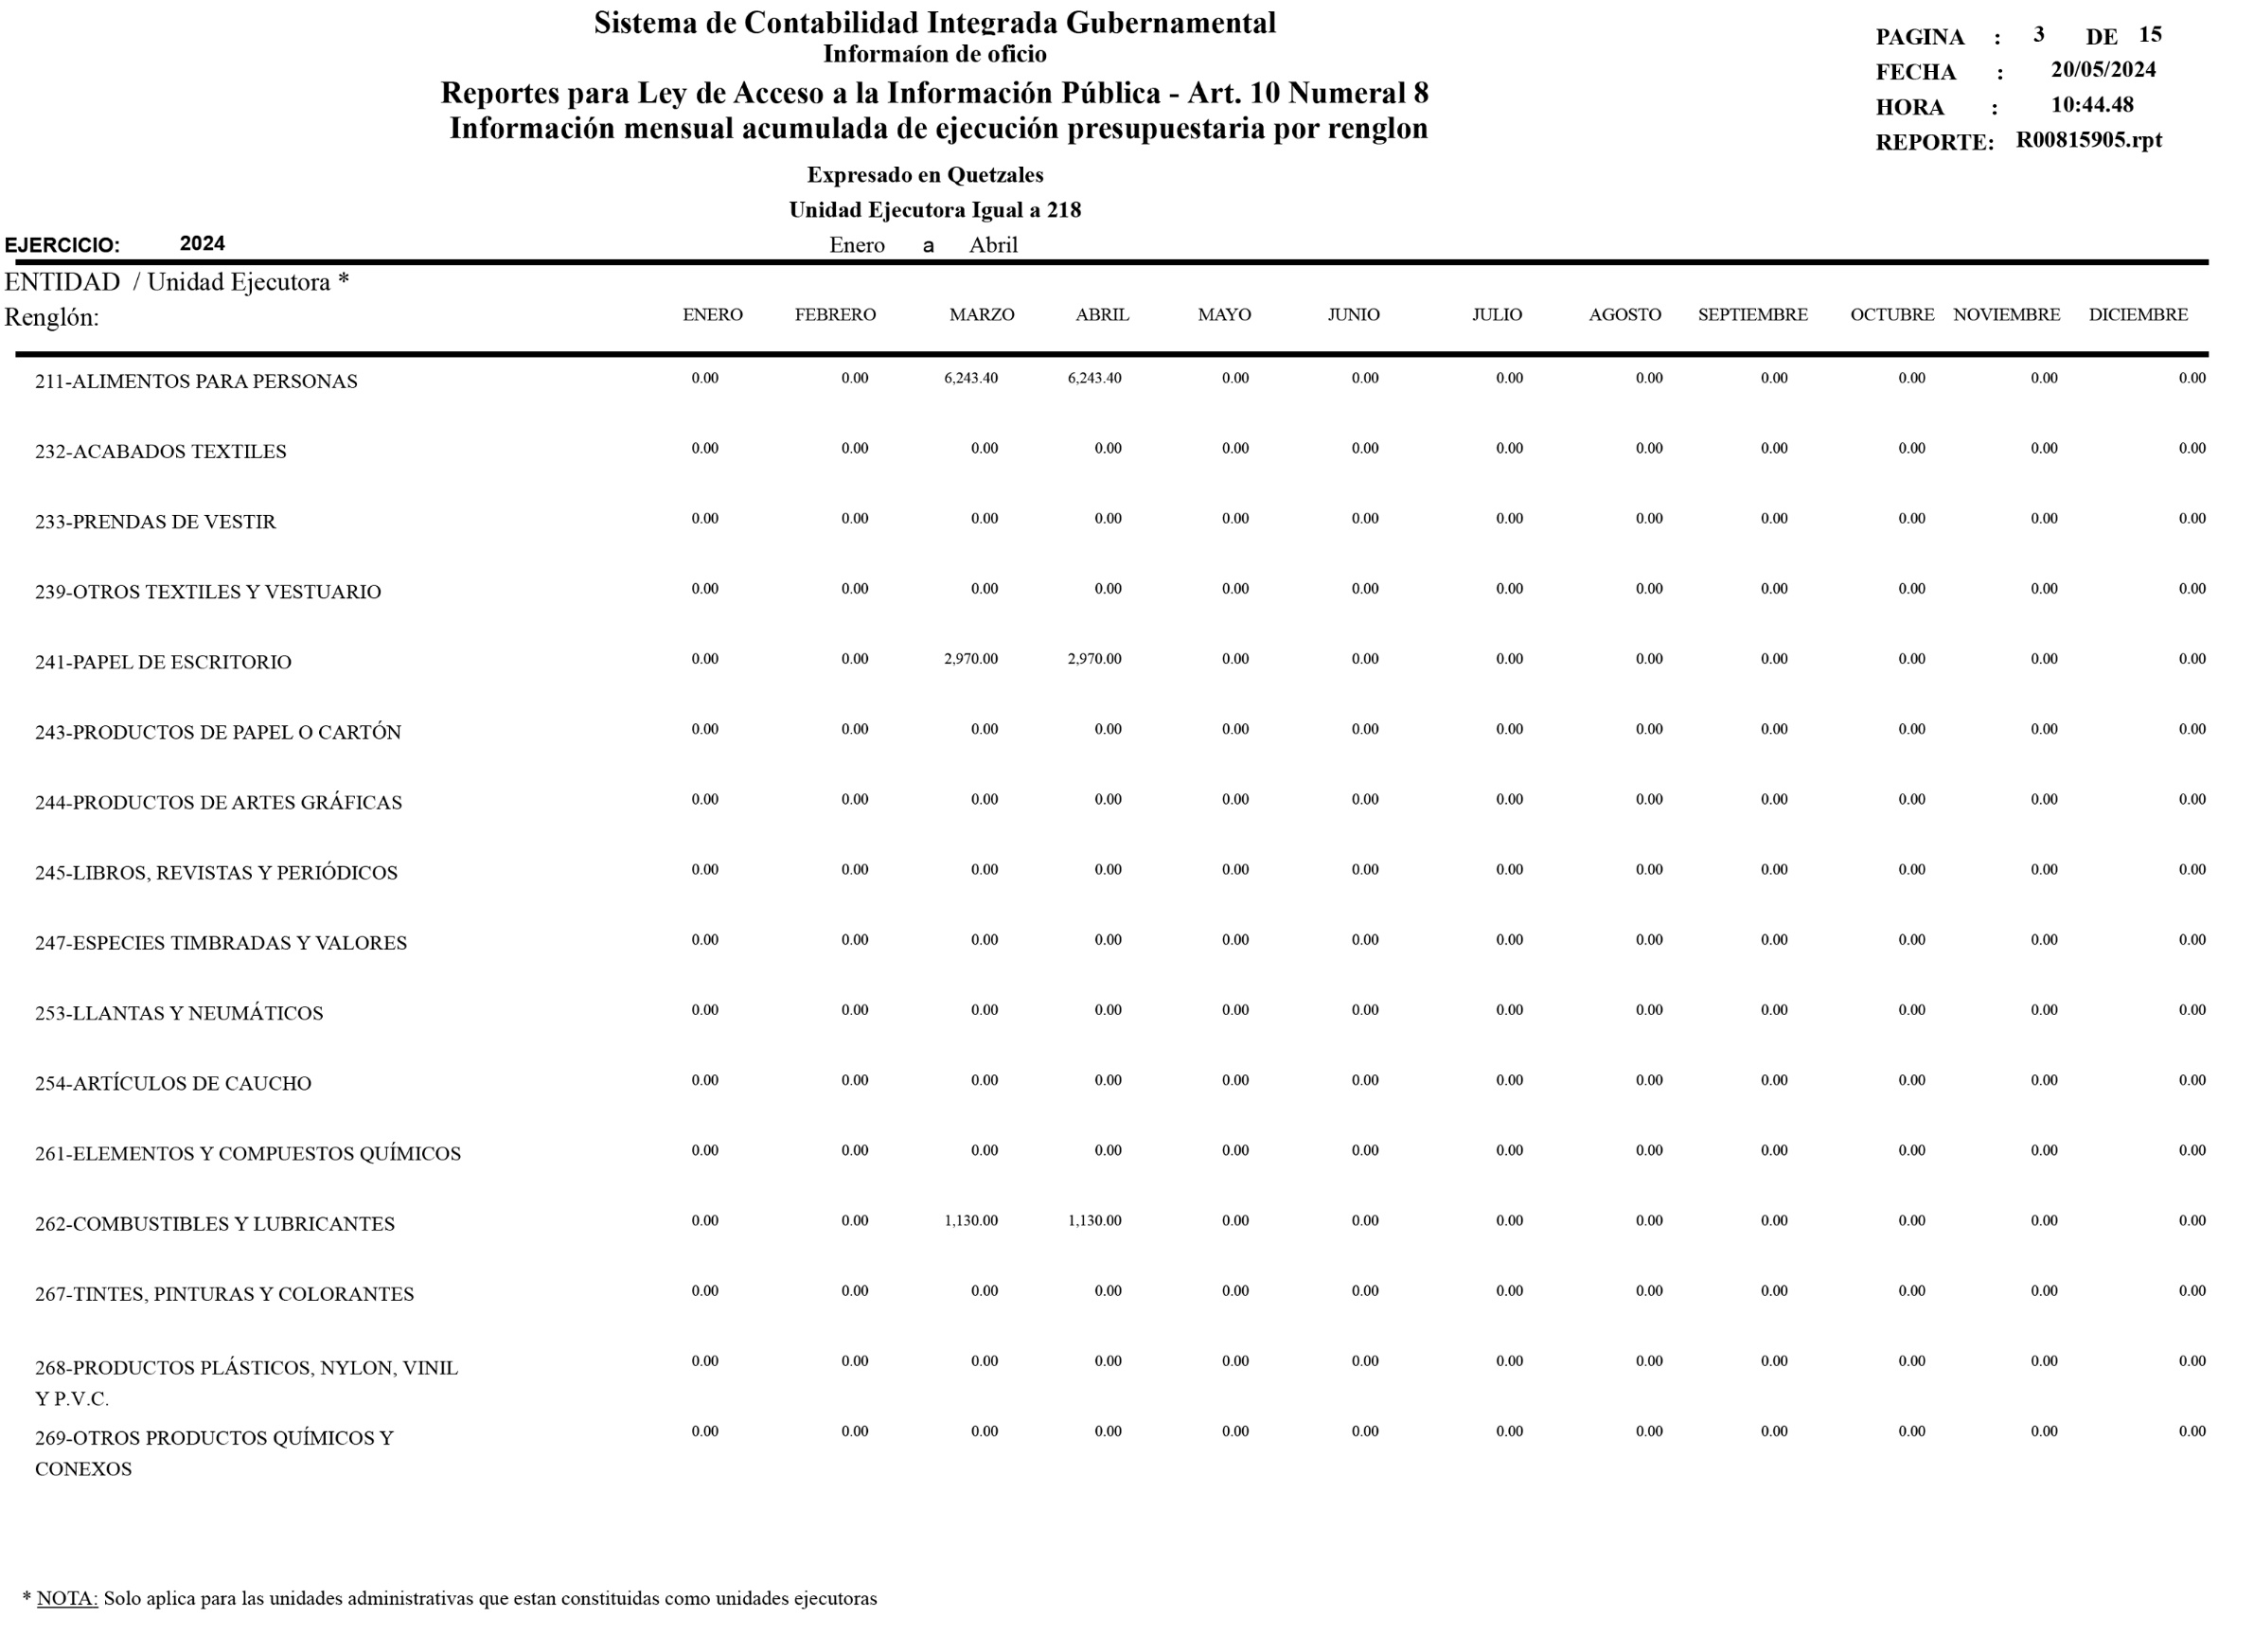 Sistema de Contabilidad Integrada Gubernamental
Informaíon de oficio
Reportes para Ley de Acceso a la Información Pública - Art. 10 Numeral 8
Información mensual acumulada de ejecución presupuestaria por renglon
Expresado en Quetzales
Unidad Ejecutora Igual a 218
PAGINA : 3 DE 15
FECHA : 20/05/2024
HORA : 10:44.48
REPORTE: R00815905.rpt
EJERCICIO: 2024 Enero a Abril
ENTIDAD / Unidad Ejecutora *
Renglón: ENERO FEBRERO MARZO ABRIL MAYO JUNIO JULIO AGOSTO SEPTIEMBRE OCTUBRE NOVIEMBRE DICIEMBRE
211-ALIMENTOS PARA PERSONAS 0.00 0.00 6,243.40 6,243.40 0.00 0.00 0.00 0.00 0.00 0.00 0.00 0.00
232-ACABADOS TEXTILES 0.00 0.00 0.00 0.00 0.00 0.00 0.00 0.00 0.00 0.00 0.00 0.00
233-PRENDAS DE VESTIR 0.00 0.00 0.00 0.00 0.00 0.00 0.00 0.00 0.00 0.00 0.00 0.00
239-OTROS TEXTILES Y VESTUARIO 0.00 0.00 0.00 0.00 0.00 0.00 0.00 0.00 0.00 0.00 0.00 0.00
241-PAPEL DE ESCRITORIO 0.00 0.00 2,970.00 2,970.00 0.00 0.00 0.00 0.00 0.00 0.00 0.00 0.00
243-PRODUCTOS DE PAPEL O CARTÓN 0.00 0.00 0.00 0.00 0.00 0.00 0.00 0.00 0.00 0.00 0.00 0.00
244-PRODUCTOS DE ARTES GRÁFICAS 0.00 0.00 0.00 0.00 0.00 0.00 0.00 0.00 0.00 0.00 0.00 0.00
245-LIBROS, REVISTAS Y PERIÓDICOS 0.00 0.00 0.00 0.00 0.00 0.00 0.00 0.00 0.00 0.00 0.00 0.00
247-ESPECIES TIMBRADAS Y VALORES 0.00 0.00 0.00 0.00 0.00 0.00 0.00 0.00 0.00 0.00 0.00 0.00
253-LLANTAS Y NEUMÁTICOS 0.00 0.00 0.00 0.00 0.00 0.00 0.00 0.00 0.00 0.00 0.00 0.00
254-ARTÍCULOS DE CAUCHO 0.00 0.00 0.00 0.00 0.00 0.00 0.00 0.00 0.00 0.00 0.00 0.00
261-ELEMENTOS Y COMPUESTOS QUÍMICOS 0.00 0.00 0.00 0.00 0.00 0.00 0.00 0.00 0.00 0.00 0.00 0.00
262-COMBUSTIBLES Y LUBRICANTES 0.00 0.00 1,130.00 1,130.00 0.00 0.00 0.00 0.00 0.00 0.00 0.00 0.00
267-TINTES, PINTURAS Y COLORANTES 0.00 0.00 0.00 0.00 0.00 0.00 0.00 0.00 0.00 0.00 0.00 0.00
268-PRODUCTOS PLÁSTICOS, NYLON, VINIL 0.00 0.00 0.00 0.00 0.00 0.00 0.00 0.00 0.00 0.00 0.00 0.00
Y P.V.C.
269-OTROS PRODUCTOS QUÍMICOS Y 0.00 0.00 0.00 0.00 0.00 0.00 0.00 0.00 0.00 0.00 0.00 0.00
CONEXOS
* NOTA: Solo aplica para las unidades administrativas que estan constituidas como unidades ejecutoras